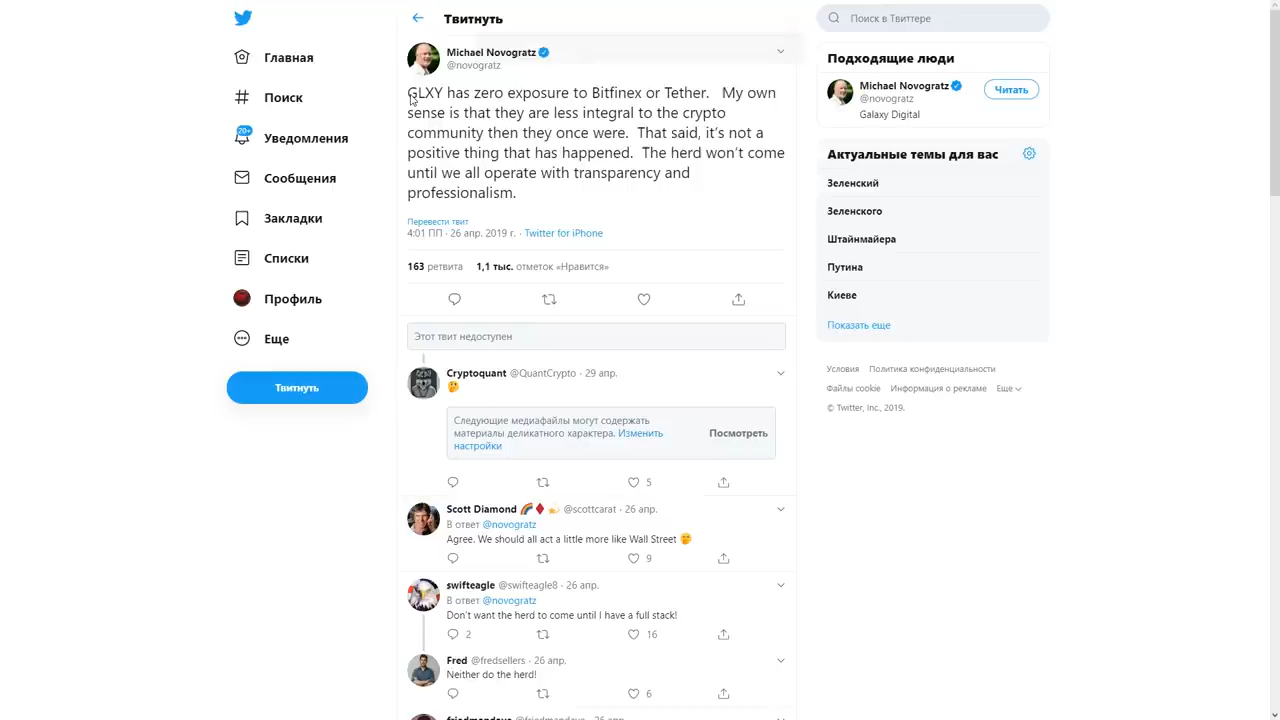 Твитнуть
Поиск в Твиттере
Michael Novogratz
@novogratz
Подходящие люди
Главная
Поиск
20+
Уведомления
Сообщения
Закладки
Списки
Профиль
Еще
Твитнуть
GLXY has zero exposure to Bitfinex or Tether. My own
sense is that they are less integral to the crypto
community then they once were. That said, it's not a
positive thing that has happened. The herd won't come
until we all operate with transparency and
professionalism.
Перевести твит
4:01 ПП · 26 апр. 2019 г. · Twitter for iPhone
163 ретвита 1,1 тыс. отметок «Нравится»
Этот твит недоступен
Cryptoquant @QuantCrypto · 29 апр.
Следующие медиафайлы могут содержать
материалы деликатного характера. Изменить
настройки
Посмотреть
5
Scott Diamond @scottcarat · 26 апр.
В ответ @novogratz
Agree. We should all act a little more like Wall Street
9
swifteagle @swifteagle8 · 26 апр.
В ответ @novogratz
Don't want the herd to come until I have a full stack!
2 16
Fred @fredsellers · 26 апр.
Neither do the herd!
6
Michael Novogratz
@novogratz
Galaxy Digital
Читать
Актуальные темы для вас
Зеленский
Зеленского
Штайнмайера
Путина
Киеве
Показать еще
Условия Политика конфиденциальности
Файлы cookie Информация о рекламе Еще
© Twitter, Inc., 2019.